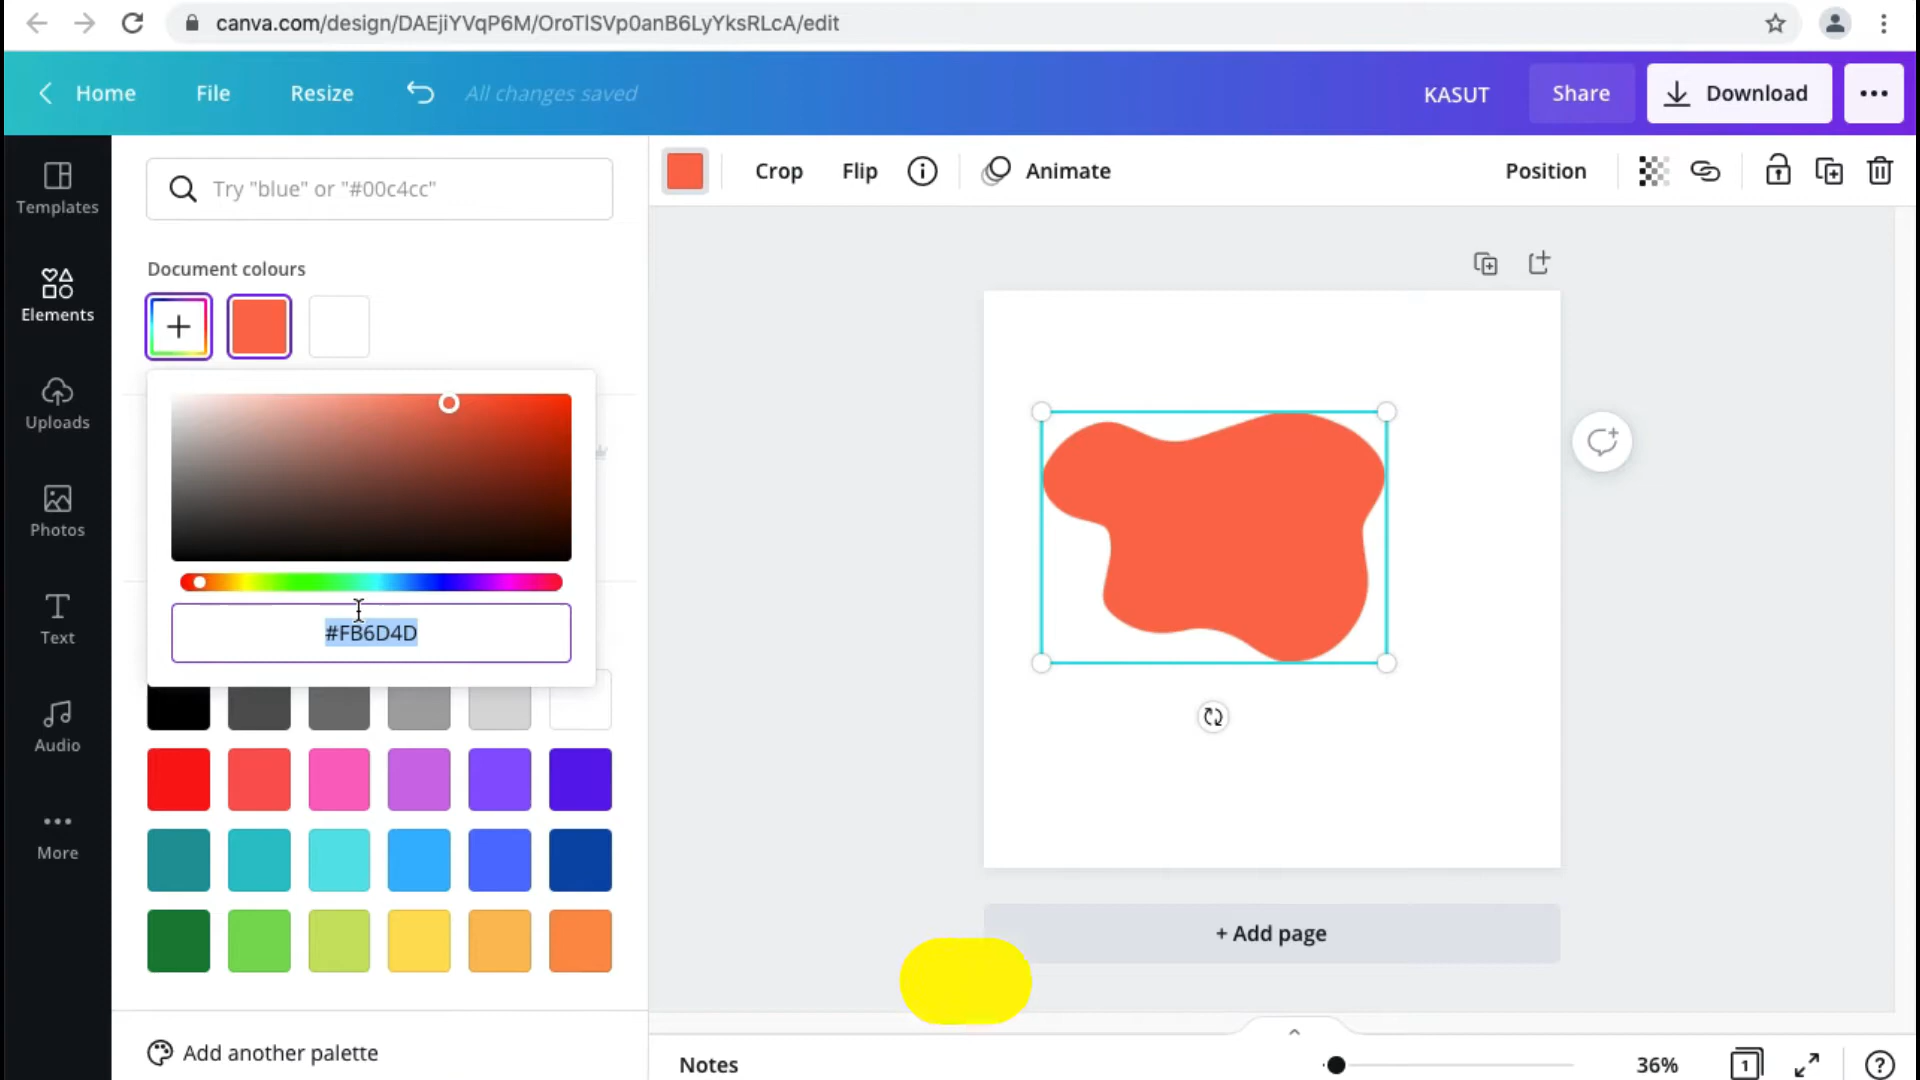 canva.com/design/DAEjiYVqP6M/OroTlSVp0anB6LyYksRLcA/edit
Home File Resize All changes saved KASUT Share Download
Templates
Elements
Uploads
Photos
Text
Audio
More
Try "blue" or "#00c4cc"
Document colours
#FB6D4D
Add another palette
Crop Flip Animate Position
+ Add page
Notes 36% 1 ?